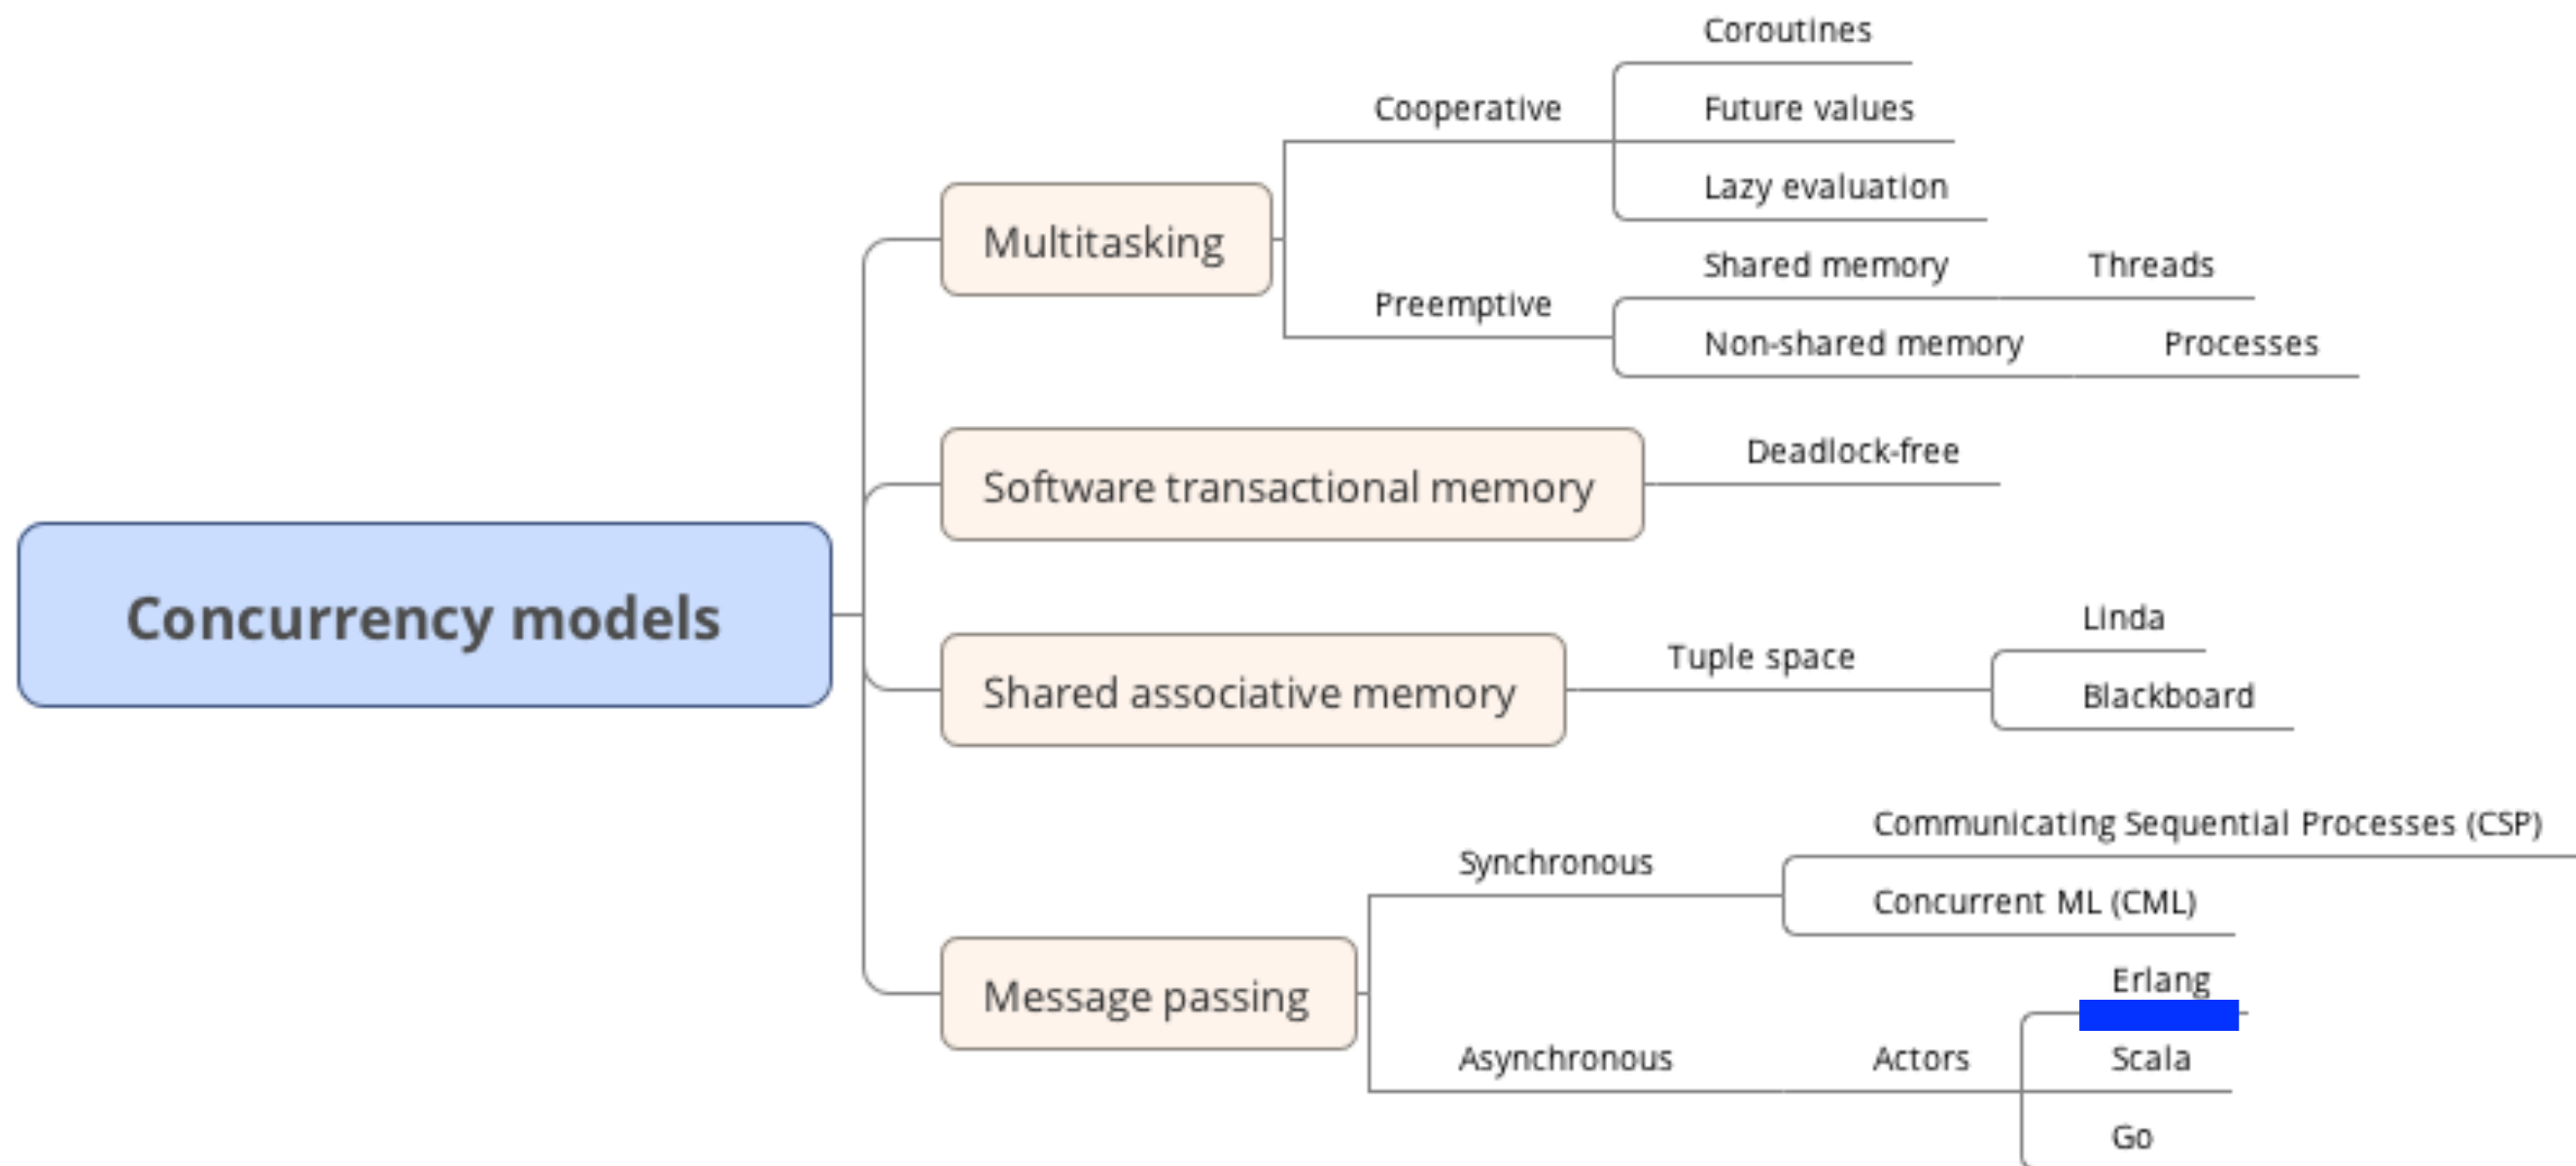 Coroutines
Cooperative
Future values
Lazy evaluation
Multitasking
Shared memory
Threads
Preemptive
Non-shared memory
Processes
Software transactional memory
Deadlock-free
Concurrency models
Shared associative memory
Tuple space
Linda
Blackboard
Message passing
Synchronous
Communicating Sequential Processes (CSP)
Concurrent ML (CML)
Asynchronous
Actors
Erlang
Scala
Go